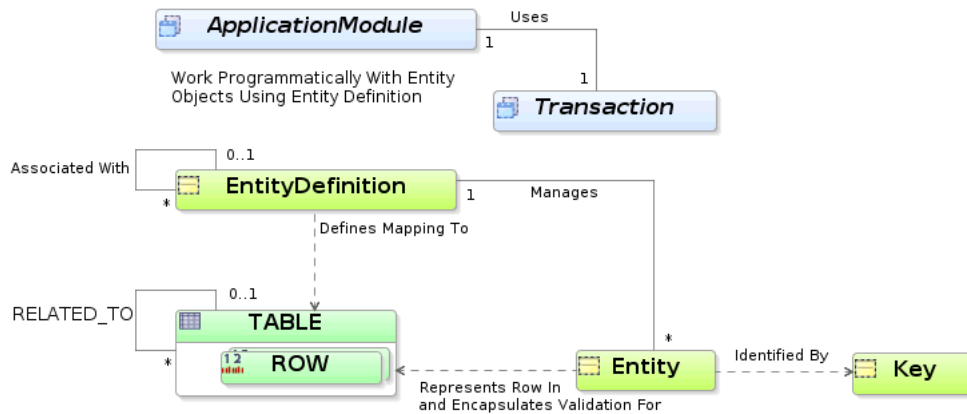 ApplicationModule
Uses
1
Work Programmatically With Entity
Objects Using Entity Definition
1
Transaction
Associated With
0..1
EntityDefinition
*
1
Manages
Defines Mapping To
RELATED_TO
0..1
TABLE
*
12
ROW
*
Entity
Identified By
Key
Represents Row In
and Encapsulates Validation For